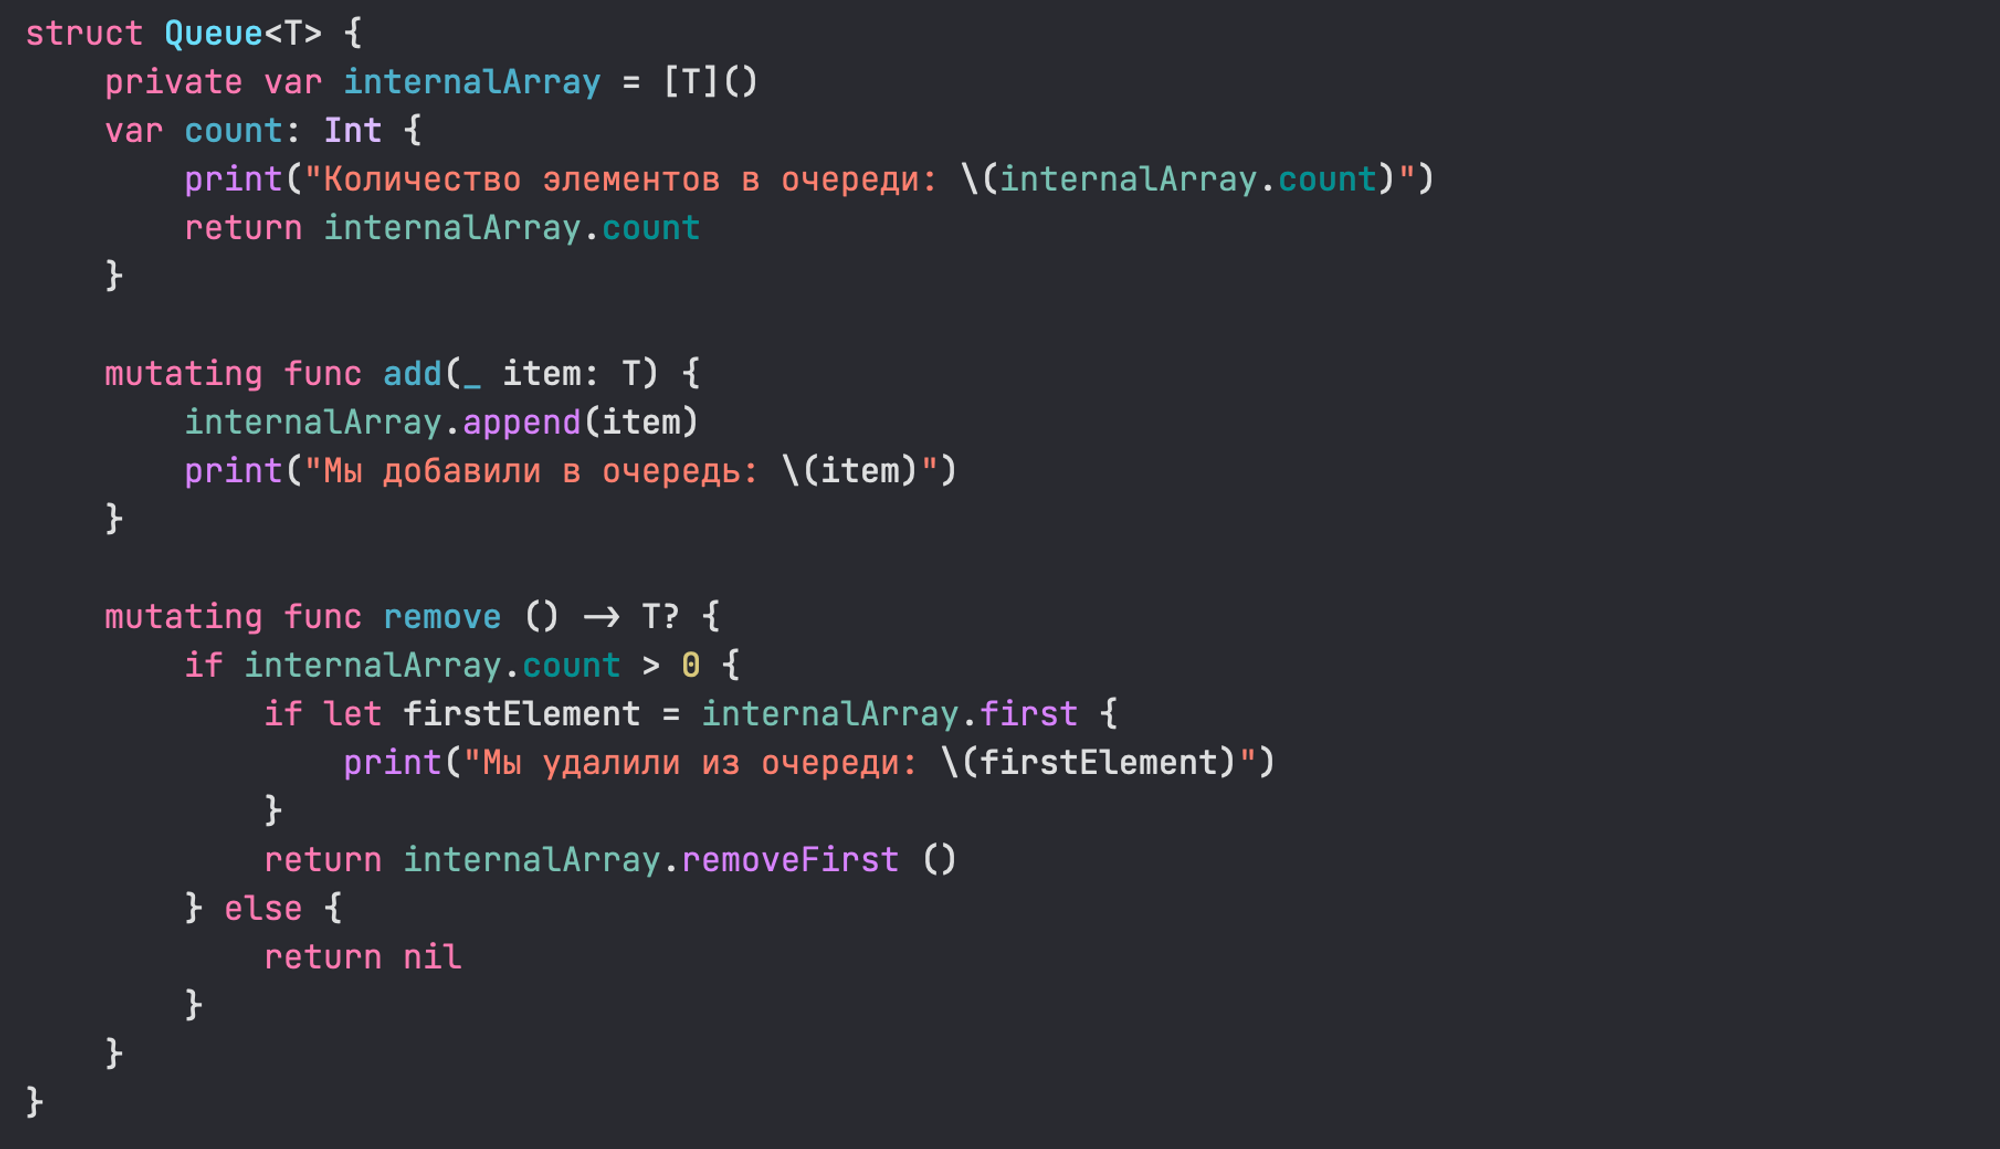 struct Queue<T> {
    private var internalArray = [T]()
    var count: Int {
        print("Количество элементов в очереди: \(internalArray.count)")
        return internalArray.count
    }

    mutating func add(_ item: T) {
        internalArray.append(item)
        print("Мы добавили в очередь: \(item)")
    }

    mutating func remove () -> T? {
        if internalArray.count > 0 {
            if let firstElement = internalArray.first {
                print("Мы удалили из очереди: \(firstElement)")
            }
            return internalArray.removeFirst ()
        } else {
            return nil
        }
    }
}